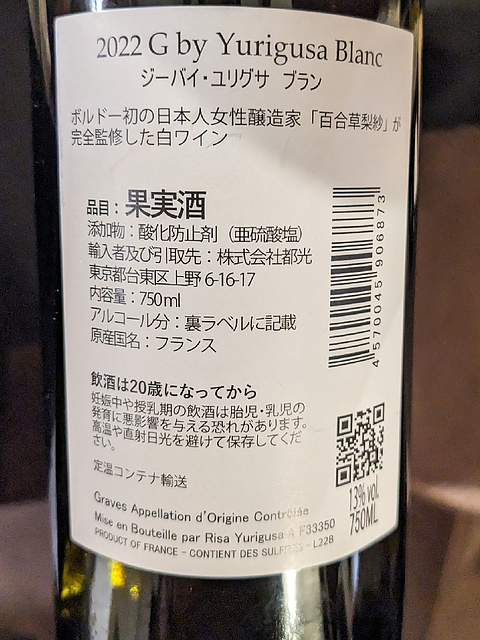 2022 G by Yurigusa Blanc
ジーバイ・ユリグサ ブラン
ボルドー初の日本人女性醸造家「百合草梨紗」が
完全監修した白ワイン
品目：果実酒
添加物：酸化防止剤（亜硫酸塩）
輸入者及び引取先：株式会社都光
東京都台東区上野 6-16-17
内容量：750ml
アルコール分：裏ラベルに記載
原産国名：フランス
4570045906873
飲酒は20歳になってから
妊娠中や授乳期の飲酒は胎児・乳児の
発育に悪影響を与える恐れがあります。
高温や直射日光を避けて保存してくだ
さい。
定温コンテナ輸送
13% vol.
750ML
Graves Appellation d'Origine Contrôlée
Mise en Bouteille par Risa Yurigusa À F33350
PRODUCT OF FRANCE - CONTIENT DES SULFITES - L22B